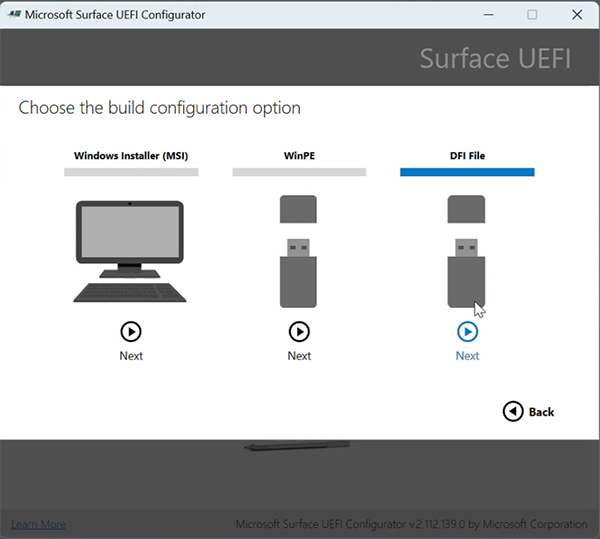 Microsoft Surface UEFI Configurator
Surface UEFI
Choose the build configuration option
Windows Installer (MSI)
WinPE
DFI File
Next
Next
Next
Back
Learn More
Microsoft Surface UEFI Configurator v.2.112.139.0 by Microsoft Corporation